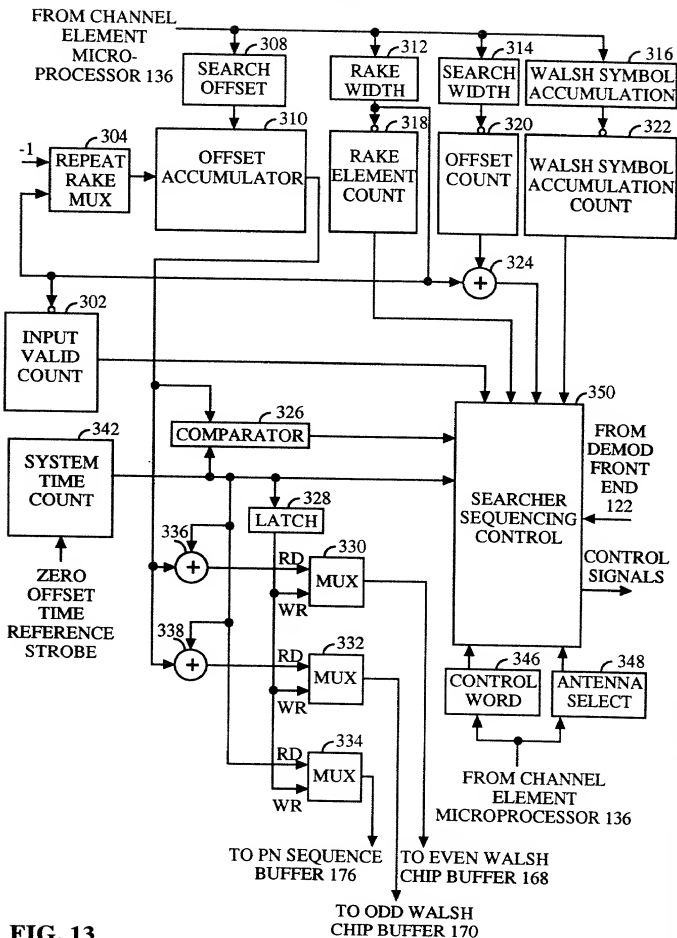 FROM CHANNEL
ELEMENT
MICRO-
PROCESSOR 136
308
SEARCH
OFFSET
312
RAKE
WIDTH
314
SEARCH
WIDTH
316
WALSH SYMBOL
ACCUMULATION
304
-1
REPEAT
RAKE
MUX
310
OFFSET
ACCUMULATOR
318
RAKE
ELEMENT
COUNT
320
OFFSET
COUNT
322
WALSH SYMBOL
ACCUMULATION
COUNT
324
+
302
INPUT
VALID
COUNT
326
COMPARATOR
350
SEARCHER
SEQUENCING
CONTROL
FROM
DEMOD
FRONT
END
122
CONTROL
SIGNALS
342
SYSTEM
TIME
COUNT
328
LATCH
ZERO
OFFSET
TIME
REFERENCE
STROBE
336
+
RD
WR
330
MUX
338
+
RD
WR
332
MUX
RD
WR
334
MUX
346
CONTROL
WORD
348
ANTENNA
SELECT
FROM CHANNEL
ELEMENT
MICROPROCESSOR 136
TO PN SEQUENCE
BUFFER 176
TO EVEN WALSH
CHIP BUFFER 168
TO ODD WALSH
CHIP BUFFER 170
FIG. 13